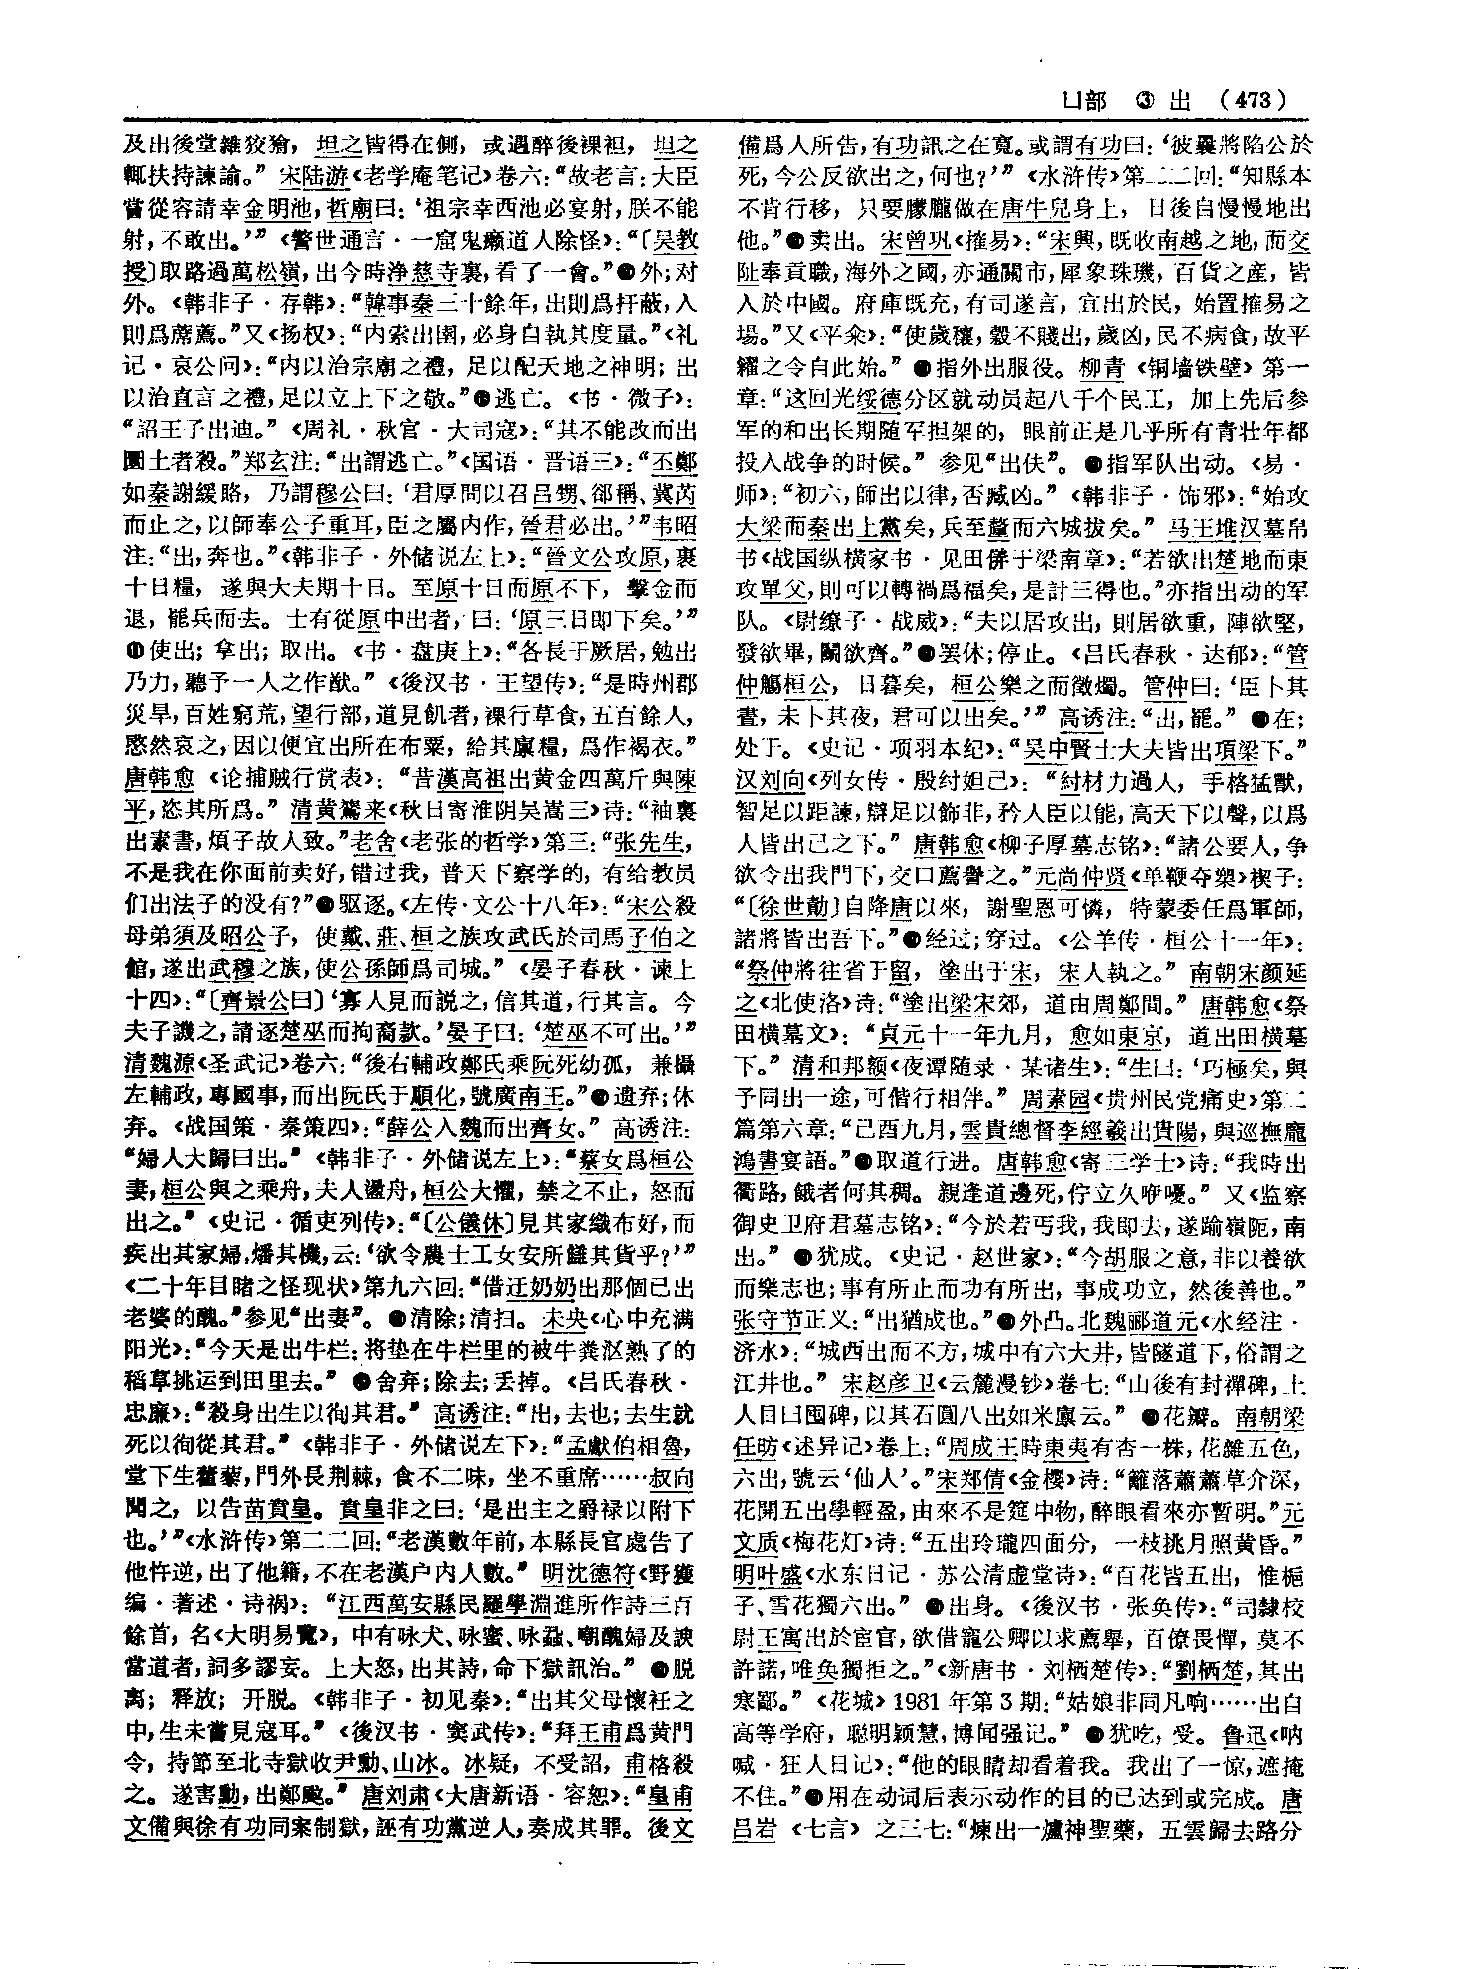 凵部 ③ 出 （473）
及出後堂雜狡獪，坦之皆得在側，或遇醉後裸袒，坦之
輒扶持諫諭。” 宋陆游《老学庵笔记》卷六：“故老言：大臣
嘗從容請幸金明池，哲廟曰：‘祖宗幸西池必宴射，朕不能
射，不敢出。’” 《警世通言·一窟鬼癩道人除怪》：“〔吴教
授〕取路過萬松嶺，出今時浄慈寺裏，看了一會。”外；对
外。《韩非子·存韩》：“韓事秦三十餘年，出則爲扞蔽，入
則爲蓆薦。”又《扬权》：“内索出圉，必身自執其度量。”《礼
记·哀公问》：“内以治宗廟之禮，足以配天地之神明；出
以治直言之禮，足以立上下之敬。”逃亡。《书·微子》：
“詔王子出迪。” 《周礼·秋官·大司寇》：“其不能改而出
圜土者殺。”郑玄注：“出謂逃亡。”《国语·晋语三》：“丕鄭
如秦謝緩賂，乃謂穆公曰：‘君厚問以召吕甥、郤稱、冀芮
而止之，以師奉公子重耳，臣之屬内作，晉君必出。’”韦昭
注：“出，奔也。”《韩非子·外储说左上》：“晉文公攻原，裹
十日糧，遂與大夫期十日。至原十日而原不下，擊金而
退，罷兵而去。士有從原中出者，曰：‘原三日即下矣。’”
使出；拿出；取出。《书·盘庚上》：“各長于厥居，勉出
乃力，聽予一人之作猷。” 《後汉书·王望传》：“是時州郡
災旱，百姓窮荒，望行部，道見飢者，裸行草食，五百餘人，
愍然哀之，因以便宜出所在布粟，給其廩糧，爲作褐衣。”
唐韩愈《论捕贼行赏表》：“昔漢高祖出黄金四萬斤與陳
平，恣其所爲。” 清黄鷟来《秋日寄淮阴吴嵩三》诗：“袖裏
出素書，煩子故人致。”老舍《老张的哲学》第三：“张先生，
不是我在你面前卖好，错过我，普天下察学的，有给教员
们出法子的没有？”驱逐。《左传·文公十八年》：“宋公殺
母弟須及昭公子，使戴、莊、桓之族攻武氏於司馬子伯之
館，遂出武穆之族，使公孫師爲司城。” 《晏子春秋·谏上
十四》：“〔齊景公曰〕‘寡人見而説之，信其道，行其言。今
夫子譏之，請逐楚巫而拘裔款。’晏子曰：‘楚巫不可出。’”
清魏源《圣武记》卷六：“後右輔政鄭氏乘阮死幼孤，兼攝
左輔政，專國事，而出阮氏于順化，號廣南王。”遗弃；休
弃。《战国策·秦策四》：“薛公入魏而出齊女。” 高诱注：
“婦人大歸曰出。” 《韩非子·外储说左上》：“蔡女爲桓公
妻，桓公與之乘舟，夫人盪舟，桓公大懼，禁之不止，怒而
出之。” 《史记·循吏列传》：“〔公儀休〕見其家織布好，而
疾出其家婦，燔其機，云：‘欲令農士工女安所讎其貨乎？’”
《二十年目睹之怪现状》第九六回：“借迂奶奶出那個已出
老婆的醜。”参见“出妻”。清除；清扫。未央《心中充满
阳光》：“今天是出牛栏：将垫在牛栏里的被牛粪沤熟了的
稻草挑运到田里去。” 舍弃；除去；丢掉。《吕氏春秋·
忠廉》：“殺身出生以徇其君。” 高诱注：“出，去也；去生就
死以徇從其君。” 《韩非子·外储说左下》：“孟獻伯相魯，
堂下生藿藜，門外長荆棘，食不二味，坐不重席……叔向
聞之，以告苗賁皇。賁皇非之曰：‘是出主之爵禄以附下
也。’”《水浒传》第二二回：“老漢數年前，本縣長官處告了
他忤逆，出了他籍，不在老漢户内人數。” 明沈德符《野獲
编·著述·诗祸》：“江西萬安縣民羅學淵進所作詩三百
餘首，名《大明易覽》，中有咏犬、咏蜜、咏蝨、嘲醜婦及諛
當道者，詞多謬妄。上大怒，出其詩，命下獄訊治。” 脱
离；释放；开脱。《韩非子·初见秦》：“出其父母懷衽之
中，生未嘗見寇耳。” 《後汉书·窦武传》：“拜王甫爲黄門
令，持節至北寺獄收尹勳、山冰。冰疑，不受詔，甫格殺
之。遂害勳，出鄭颯。” 唐刘肃《大唐新语·容恕》：“皇甫
文備與徐有功同案制獄，誣有功黨逆人，奏成其罪。後文
備爲人所告，有功訊之在寬。或謂有功曰：‘彼曩將陷公於
死，今公反欲出之，何也？’” 《水浒传》第二二回：“知縣本
不肯行移，只要朦朧做在唐牛兒身上，日後自慢慢地出
他。”卖出。宋曾巩《搉易》：“宋興，既收南越之地，而交
阯奉貢職，海外之國，亦通關市，犀象珠璣，百貨之産，皆
入於中國。府庫既充，有司遂言，宜出於民，始置搉易之
場。”又《平籴》：“使歲穰，穀不賤出，歲凶，民不病食，故平
糴之令自此始。” 指外出服役。柳青《铜墙铁壁》第一
章：“这回光绥德分区就动员起八千个民工，加上先后参
军的和出长期随军担架的，眼前正是几乎所有青壮年都
投入战争的时候。” 参见“出伕”。指军队出动。《易·
师》：“初六，師出以律，否臧凶。” 《韩非子·饰邪》：“始攻
大梁而秦出上黨矣，兵至釐而六城拔矣。” 马王堆汉墓帛
书《战国纵横家书·见田㑻于梁南章》：“若欲出楚地而東
攻單父，則可以轉禍爲福矣，是計三得也。”亦指出动的军
队。《尉缭子·战威》：“夫以居攻出，則居欲重，陣欲堅，
發欲畢，鬭欲齊。”罢休；停止。《吕氏春秋·达郁》：“管
仲觴桓公，日暮矣，桓公樂之而徵燭。管仲曰：‘臣卜其
晝，未卜其夜，君可以出矣。’” 高诱注：“出，罷。” 在；
处于。《史记·项羽本纪》：“吴中賢士大夫皆出項梁下。”
汉刘向《列女传·殷纣妲己》：“紂材力過人，手格猛獸，
智足以距諫，辯足以飾非，矜人臣以能，高天下以聲，以爲
人皆出己之下。” 唐韩愈《柳子厚墓志铭》：“諸公要人，争
欲令出我門下，交口薦譽之。”元尚仲贤《单鞭夺槊》楔子：
“〔徐世勣〕自降唐以來，謝聖恩可憐，特蒙委任爲軍師，
諸將皆出吾下。”经过；穿过。《公羊传·桓公十一年》：
“祭仲將往省于留，塗出于宋，宋人執之。” 南朝宋颜延
之《北使洛》诗：“塗出梁宋郊，道由周鄭間。” 唐韩愈《祭
田横墓文》：“貞元十一年九月，愈如東京，道出田横墓
下。” 清和邦额《夜谭随录·某诸生》：“生曰：‘巧極矣，與
予同出一途，可偕行相伴。” 周素园《贵州民党痛史》第二
篇第六章：“己酉九月，雲貴總督李經羲出貴陽，與巡撫龐
鴻書宴語。”取道行进。唐韩愈《寄三学士》诗：“我時出
衢路，餓者何其稠。親逢道邊死，佇立久咿嚘。” 又《监察
御史卫府君墓志铭》：“今於若丐我，我即去，遂踰嶺阨，南
出。” 犹成。《史记·赵世家》：“今胡服之意，非以養欲
而樂志也；事有所止而功有所出，事成功立，然後善也。”
张守节正义：“出猶成也。”外凸。北魏郦道元《水经注·
济水》：“城西出而不方，城中有六大井，皆隧道下，俗謂之
江井也。” 宋赵彦卫《云麓漫钞》卷七：“山後有封禪碑，土
人目曰囤碑，以其石圓八出如米廪云。” 花瓣。南朝梁
任昉《述异记》卷上：“周成王時東夷有杏一株，花雜五色，
六出，號云‘仙人’。”宋郑倩《金樱》诗：“籬落蕭蕭草介深，
花開五出學輕盈，由來不是筵中物，醉眼看來亦暫明。”元
文质《梅花灯》诗：“五出玲瓏四面分，一枝挑月照黄昏。”
明叶盛《水东日记·苏公清虚堂诗》：“百花皆五出，惟梔
子、雪花獨六出。” 出身。《後汉书·张奂传》：“司隸校
尉王寓出於宦官，欲借寵公卿以求薦舉，百僚畏憚，莫不
許諾，唯奂獨拒之。”《新唐书·刘栖楚传》：“劉栖楚，其出
寒鄙。” 《花城》1981年第3期：“姑娘非同凡响……出自
高等学府，聪明颖慧，博闻强记。” 犹吃，受。鲁迅《呐
喊·狂人日记》：“他的眼睛却看着我。我出了一惊，遮掩
不住。”用在动词后表示动作的目的已达到或完成。唐
吕岩《七言》之三七：“煉出一爐神聖藥，五雲歸去路分